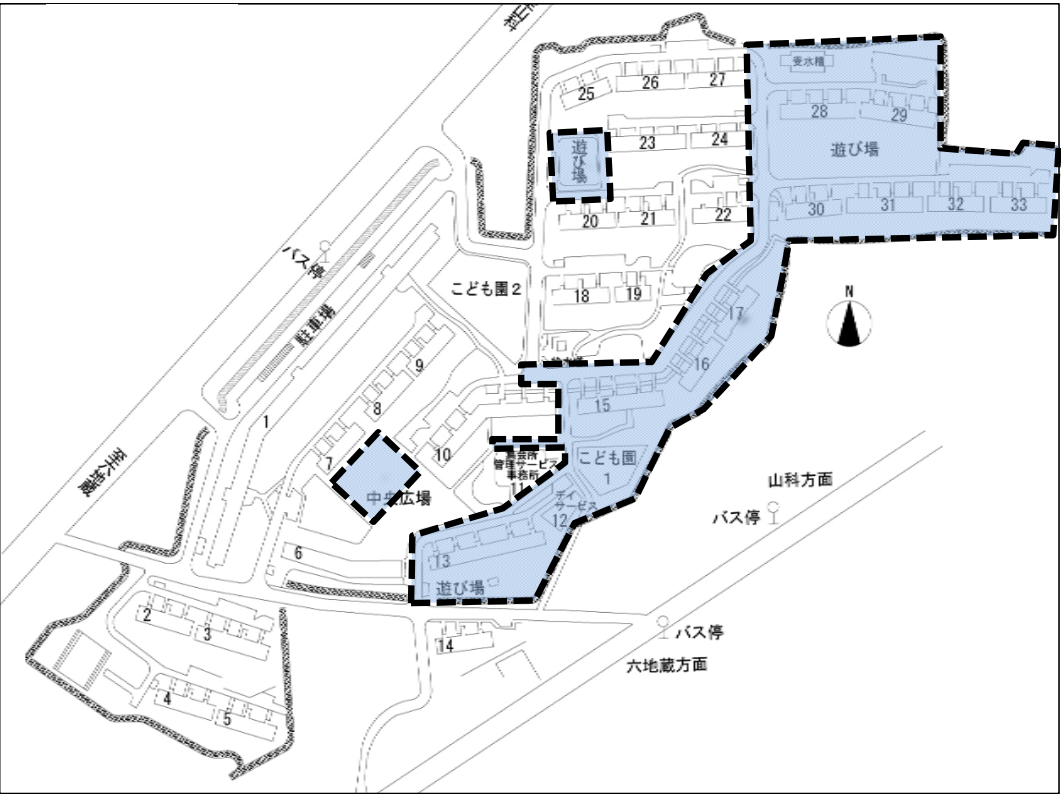 受水槽
25
26
27
28
29
遊び場
23
24
遊び場
20
21
22
30
31
32
33
バス停
こども園2
18
19
17
N
駐車場
9
16
8
15
1
10
7
こども園
1
集会所
管理サービス
事務所
11
中央広場
デイ
サービス
12
山科方面
バス停
至六地蔵
6
13
遊び場
2
3
14
バス停
六地蔵方面
4
5